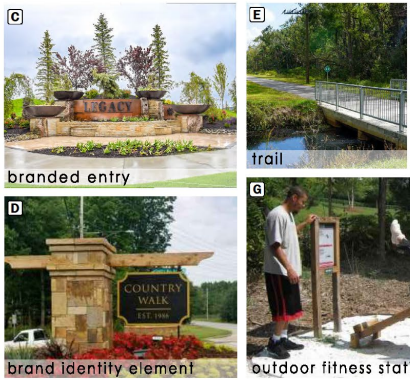 C
LEGACY
branded entry
E
trail
D
COUNTRY
WALK
EST. 1986
brand identity element
G
outdoor fitness stat